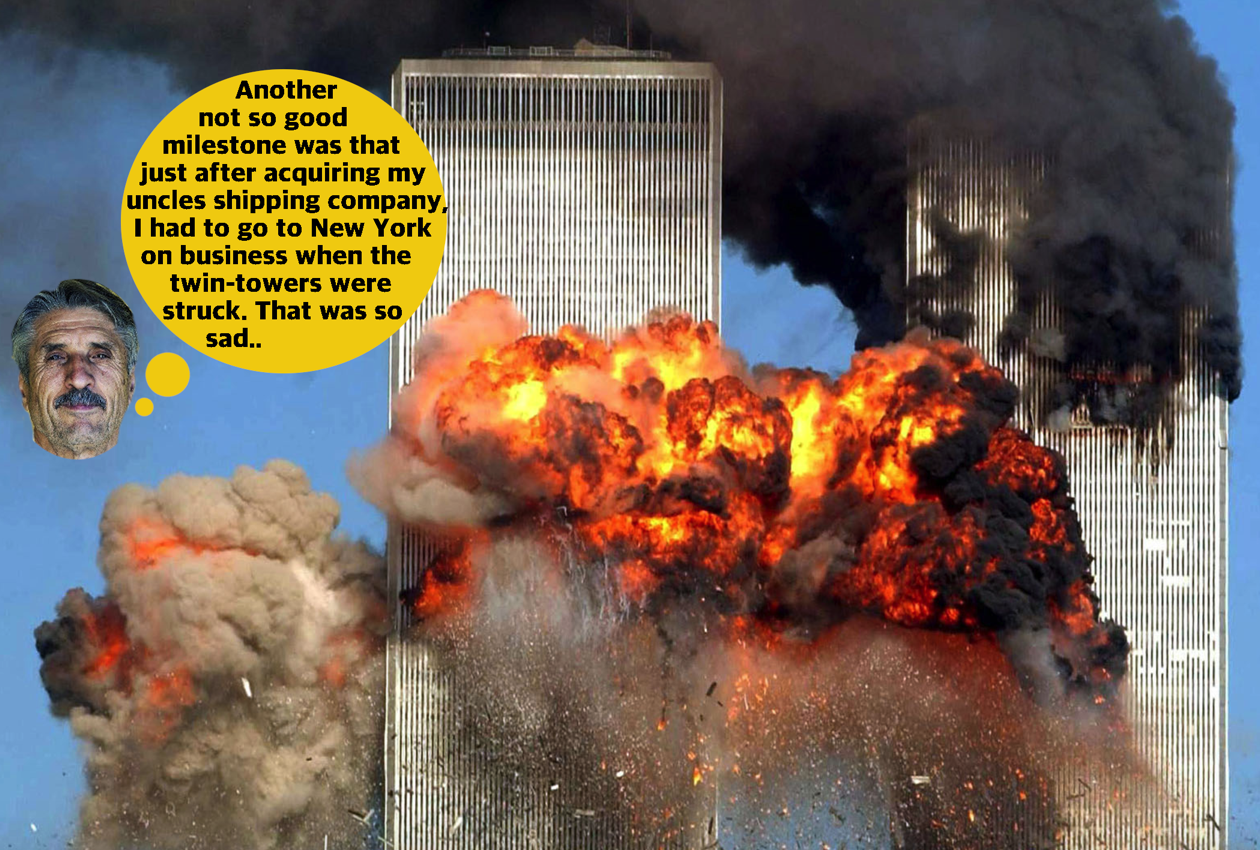 Another
not so good
milestone was that
just after acquiring my
uncles shipping company,
I had to go to New York
on business when the
twin-towers were
struck. That was so
sad..